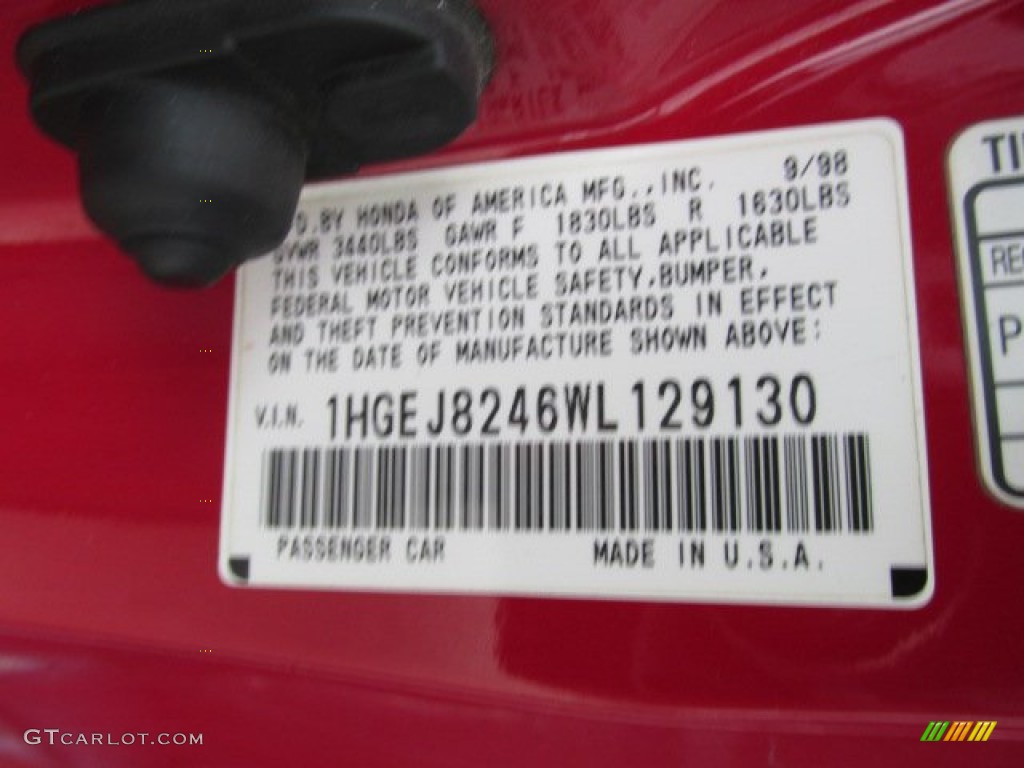 9/98
BY HONDA OF AMERICA MFG., INC.
GVWR 3440LBS GAWR F 1830LBS R 1630LBS
THIS VEHICLE CONFORMS TO ALL APPLICABLE
FEDERAL MOTOR VEHICLE SAFETY,BUMPER,
AND THEFT PREVENTION STANDARDS IN EFFECT
ON THE DATE OF MANUFACTURE SHOWN ABOVE:
V.I.N. 1HGEJ8246WL129130
PASSENGER CAR MADE IN U.S.A.
GTCARLOT.COM